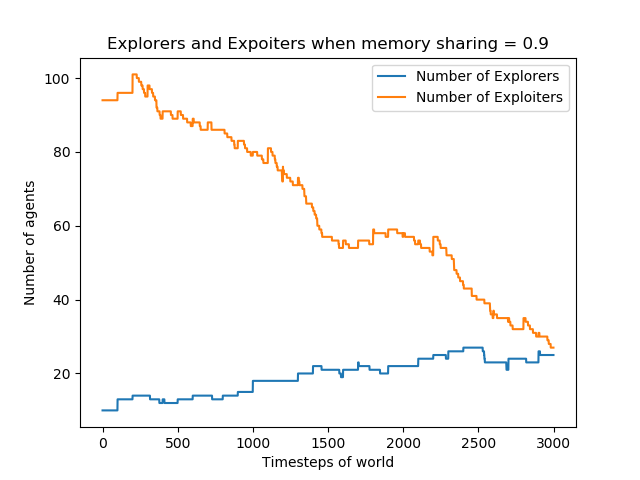 Explorers and Expoiters when memory sharing = 0.9
Number of Explorers
Number of Exploiters
Number of agents
100
80
60
40
20
0
500
1000
1500
2000
2500
3000
Timesteps of world